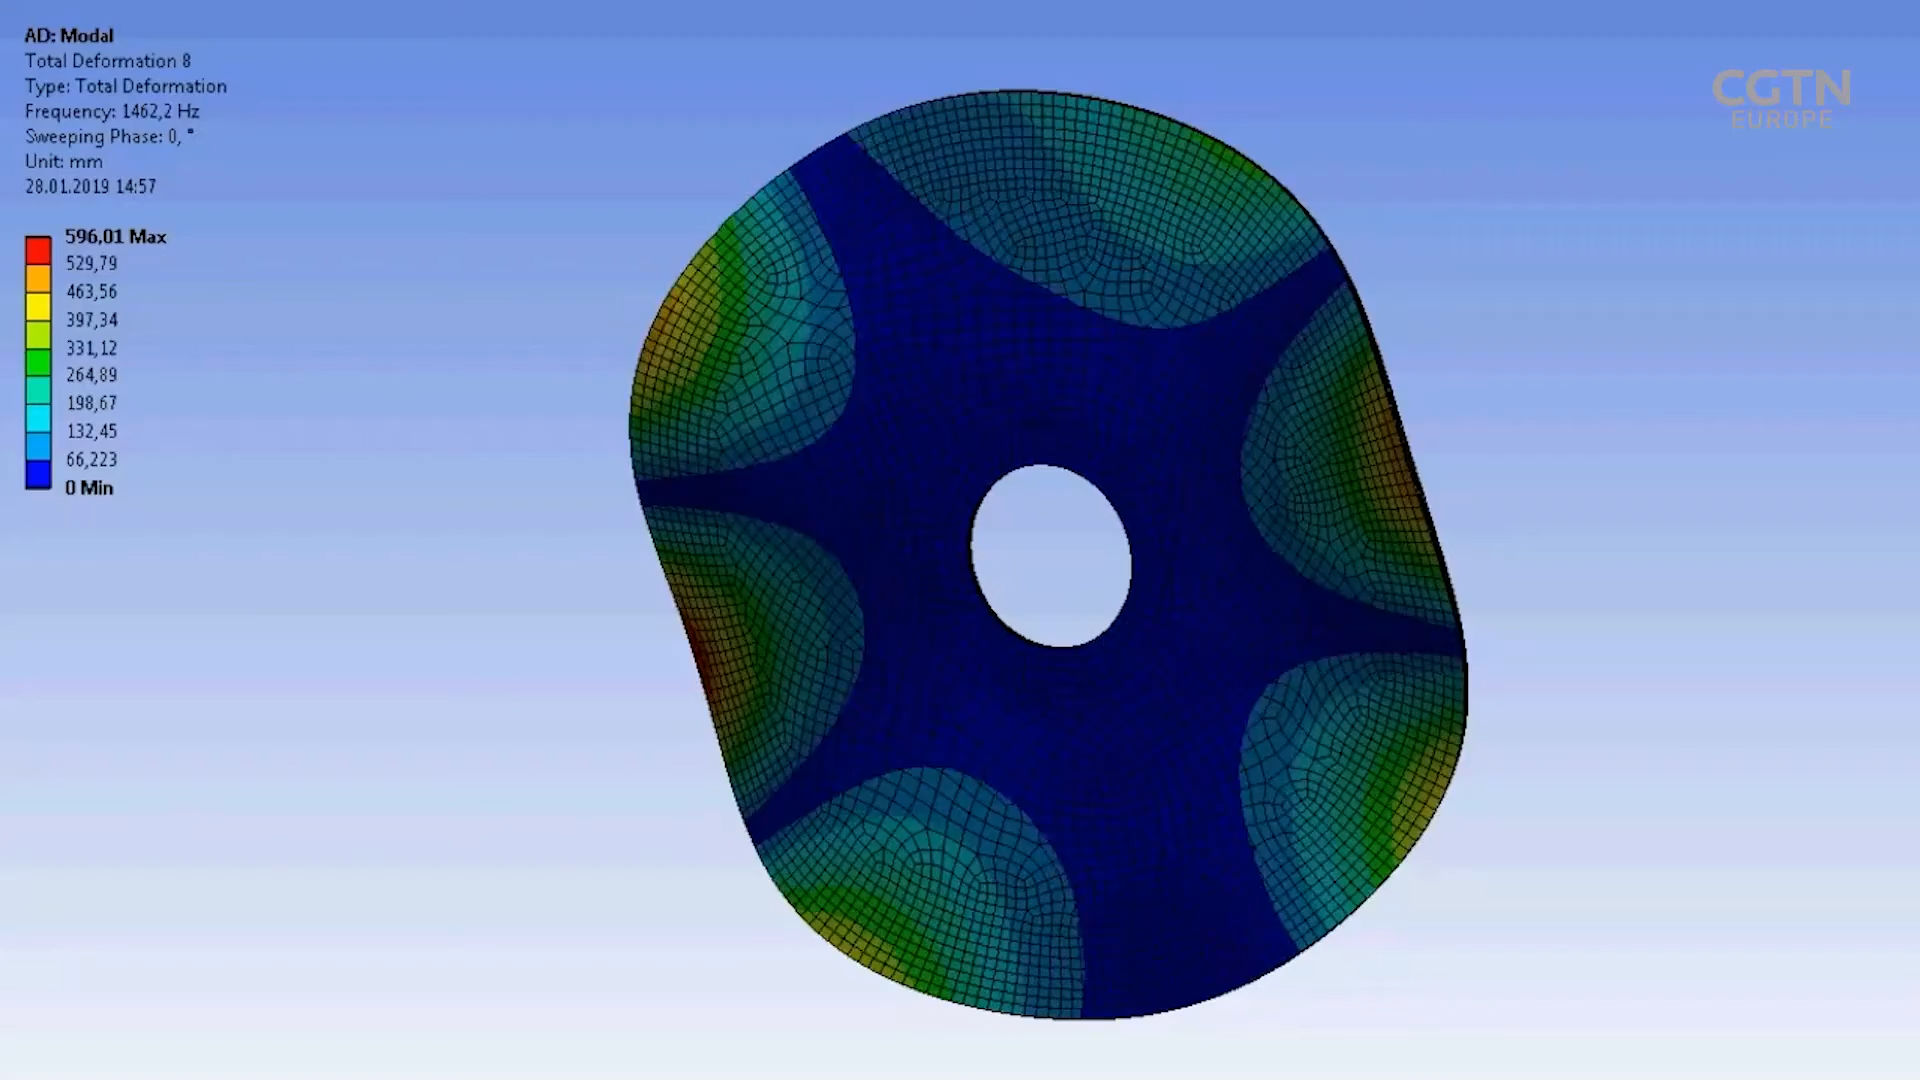 AD: Modal
Total Deformation 8
Type: Total Deformation
Frequency: 1462,2 Hz
Sweeping Phase: 0, °
Unit: mm
28.01.2019 14:57
596,01 Max
529,79
463,56
397,34
331,12
264,89
198,67
132,45
66,223
0 Min
CGTN
EUROPE